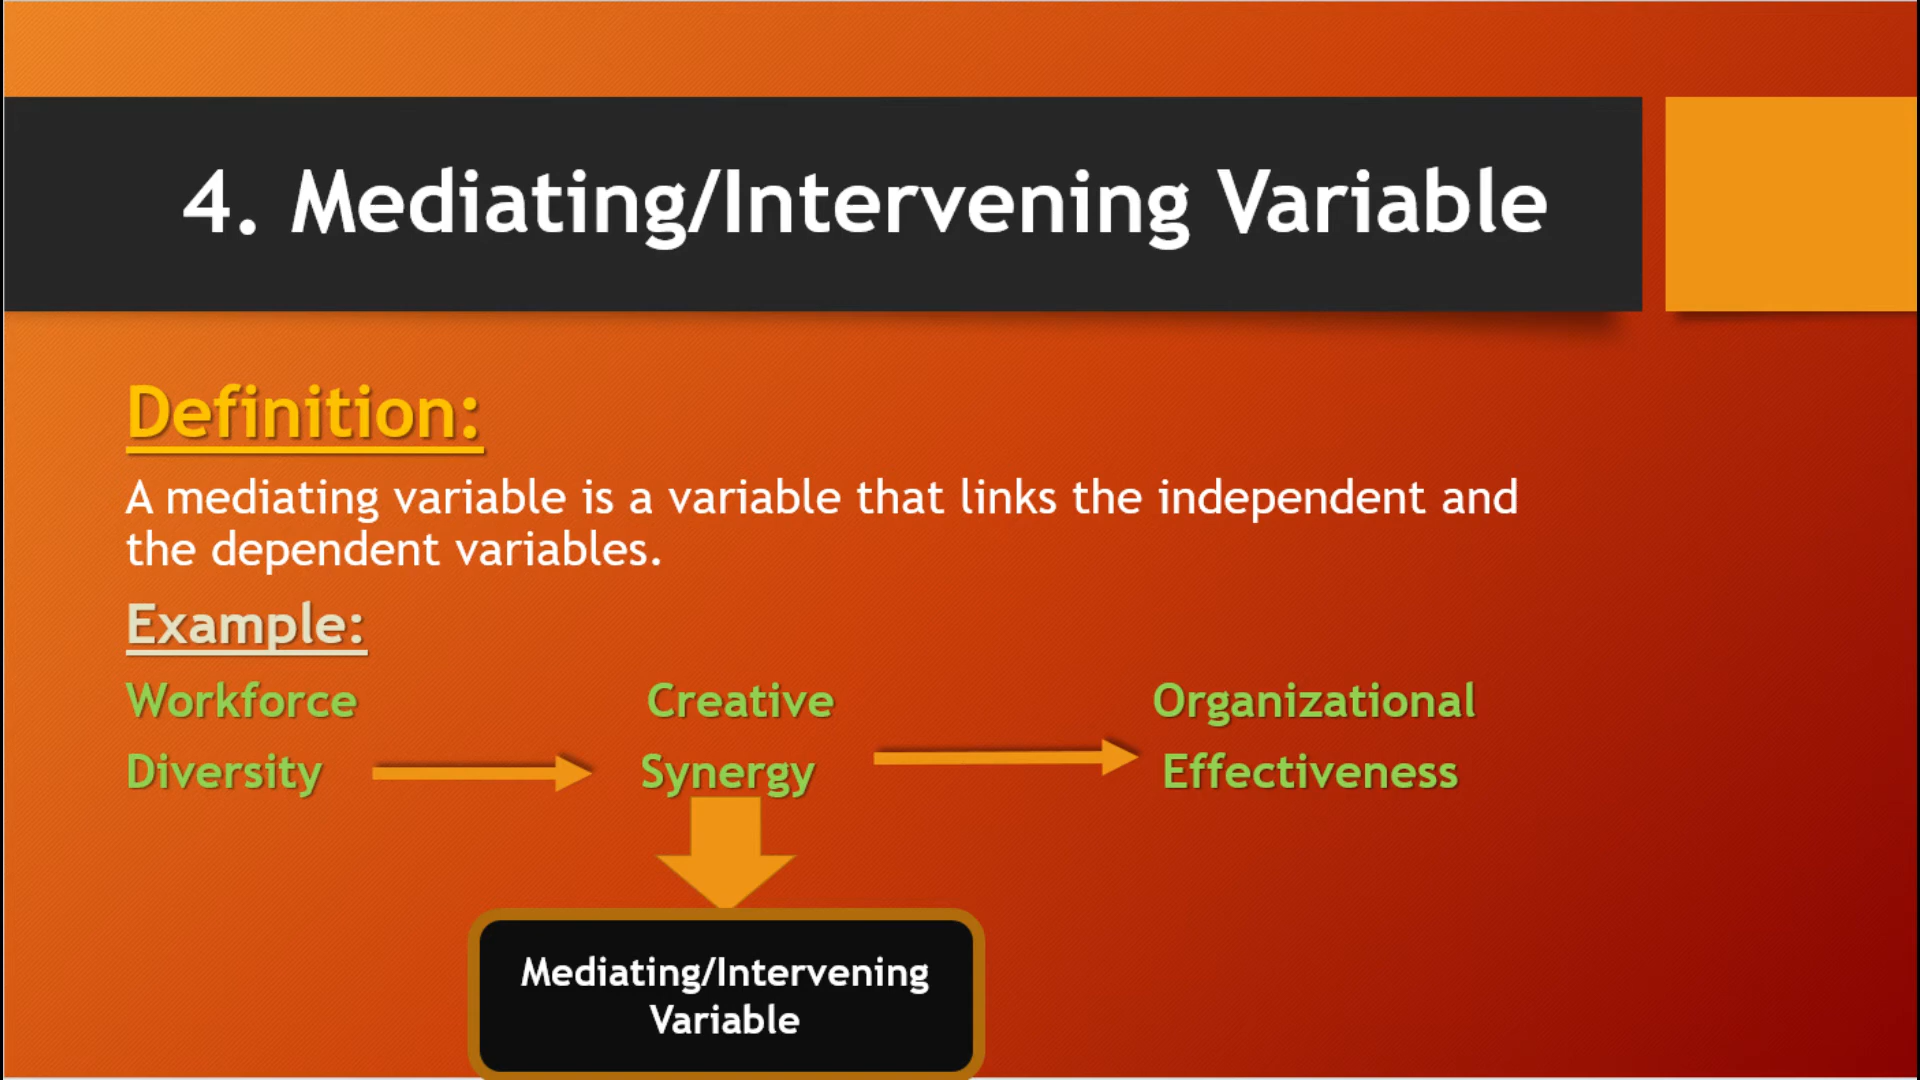 4. Mediating/Intervening Variable
Definition:
A mediating variable is a variable that links the independent and
the dependent variables.
Example:
Workforce Creative Organizational
Diversity Synergy Effectiveness
Mediating/Intervening
Variable